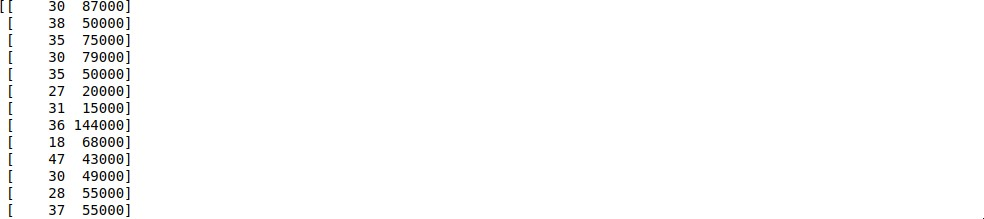 [[    30  87000]
 [    38  50000]
 [    35  75000]
 [    30  79000]
 [    35  50000]
 [    27  20000]
 [    31  15000]
 [    36 144000]
 [    18  68000]
 [    47  43000]
 [    30  49000]
 [    28  55000]
 [    37  55000]